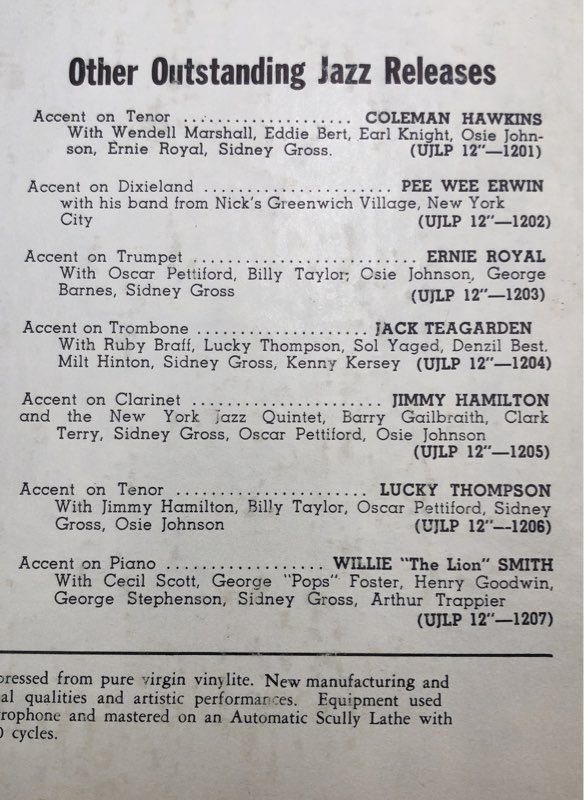 Other Outstanding Jazz Releases
Accent on Tenor ................... COLEMAN HAWKINS
With Wendell Marshall, Eddie Bert, Earl Knight, Osie John-
son, Ernie Royal, Sidney Gross. (UJLP 12"—1201)
Accent on Dixieland ...................... PEE WEE ERWIN
with his band from Nick's Greenwich Village, New York
City (UJLP 12"—1202)
Accent on Trumpet .......................... ERNIE ROYAL
With Oscar Pettiford, Billy Taylor, Osie Johnson, George
Barnes, Sidney Gross (UJLP 12"—1203)
Accent on Trombone .................... JACK TEAGARDEN
With Ruby Braff, Lucky Thompson, Sol Yaged, Denzil Best.
Milt Hinton, Sidney Gross, Kenny Kersey (UJLP 12"—1204)
Accent on Clarinet ...................... JIMMY HAMILTON
and the New York Jazz Quintet, Barry Gailbraith, Clark
Terry, Sidney Gross, Oscar Pettiford, Osie Johnson
(UJLP 12"—1205)
Accent on Tenor ...................... LUCKY THOMPSON
With Jimmy Hamilton, Billy Taylor, Oscar Pettiford, Sidney
Gross, Osie Johnson (UJLP 12"—1206)
Accent on Piano .................. WILLIE "The Lion" SMITH
With Cecil Scott, George "Pops" Foster, Henry Goodwin,
George Stephenson, Sidney Gross, Arthur Trappier
(UJLP 12"—1207)
pressed from pure virgin vinylite. New manufacturing and
al qualities and artistic performances. Equipment used
rophone and mastered on an Automatic Scully Lathe with
0 cycles.